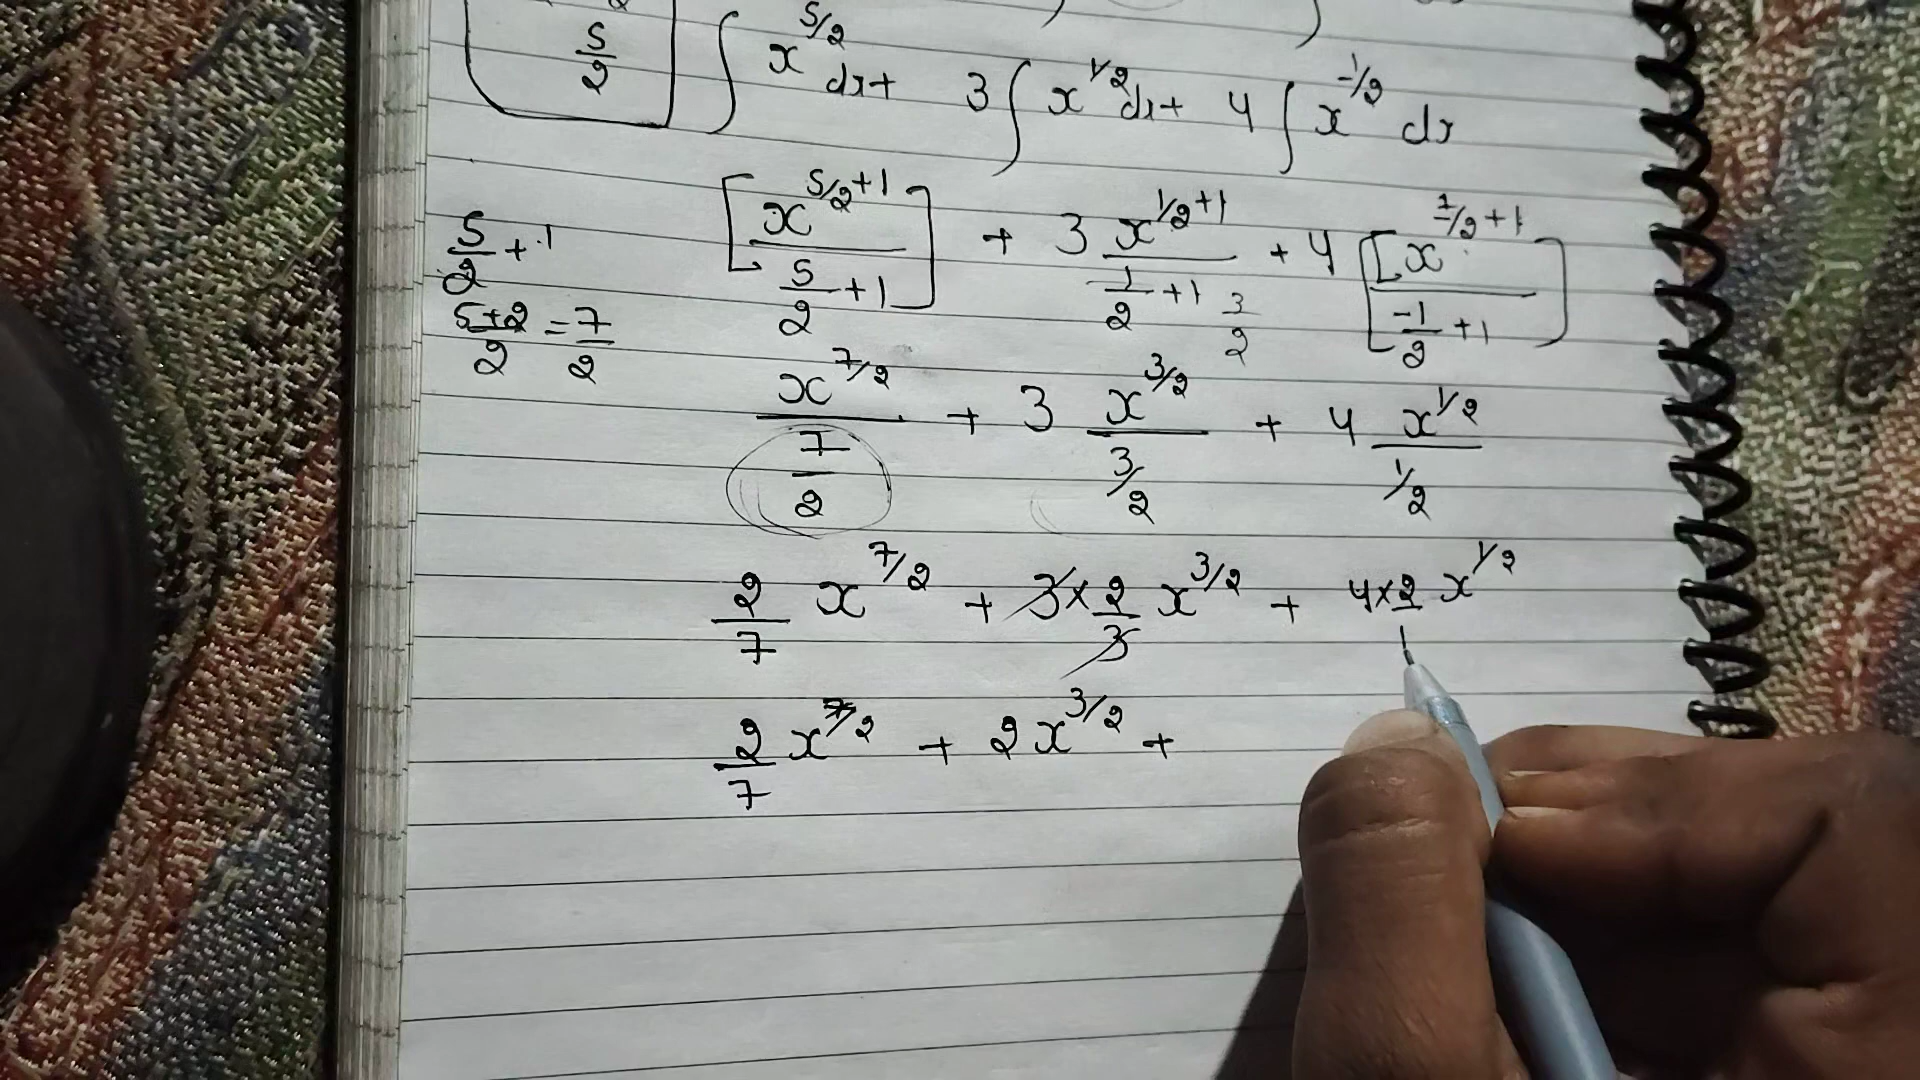 5/2 ∫ x^5/2 dx + 3 ∫ x^1/2 dx + 4 ∫ x^-1/2 dx
5/2 + 1 [x^5/2+1 / 5/2 +1] + 3 x^1/2+1 / 1/2 +1 3/2 + 4 [x^-1/2+1 / -1/2 +1]
5+2/2 = 7/2
x^7/2 / 7/2 + 3 x^3/2 / 3/2 + 4 x^1/2 / 1/2
2/7 x^7/2 + 3×2/3 x^3/2 + 4×2/1 x^1/2
2/7 x^7/2 + 2x^3/2 +